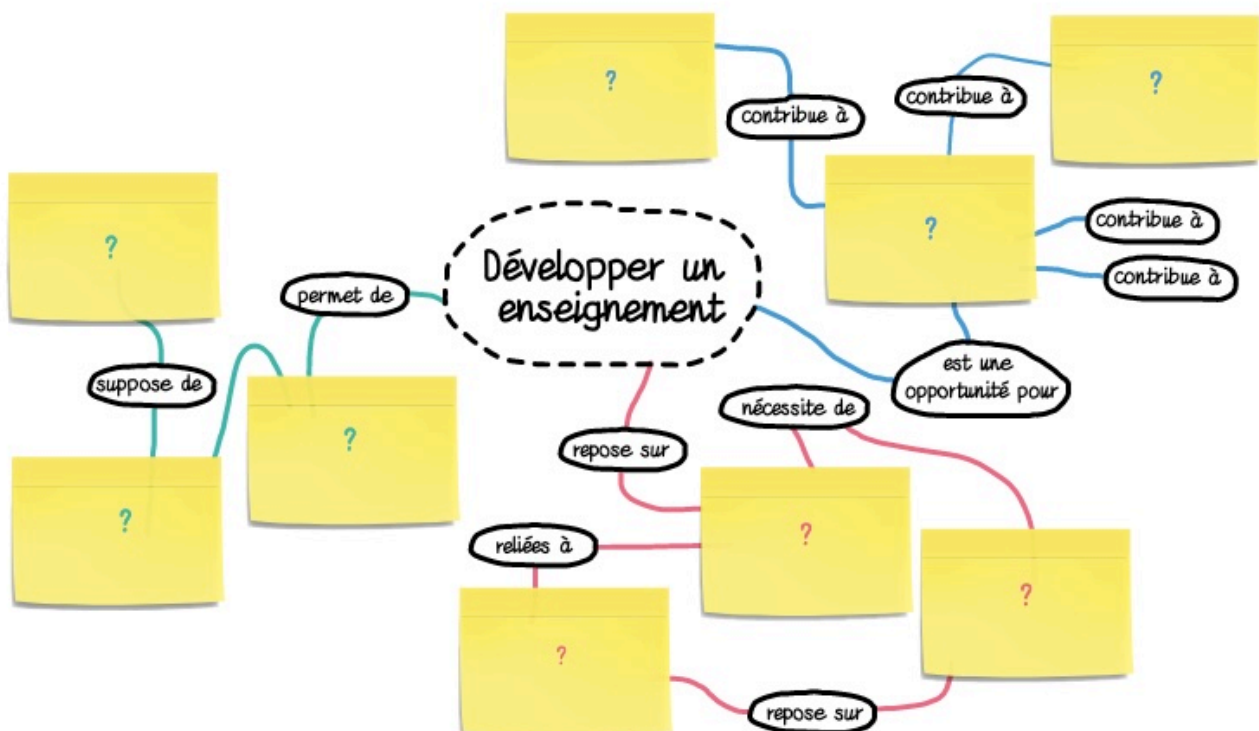 ?
contribue à
contribue à
?
?
contribue à
contribue à
est une
opportunité pour
Développer un
enseignement
permet de
?
suppose de
?
?
repose sur
nécessite de
?
reliées à
?
?
repose sur